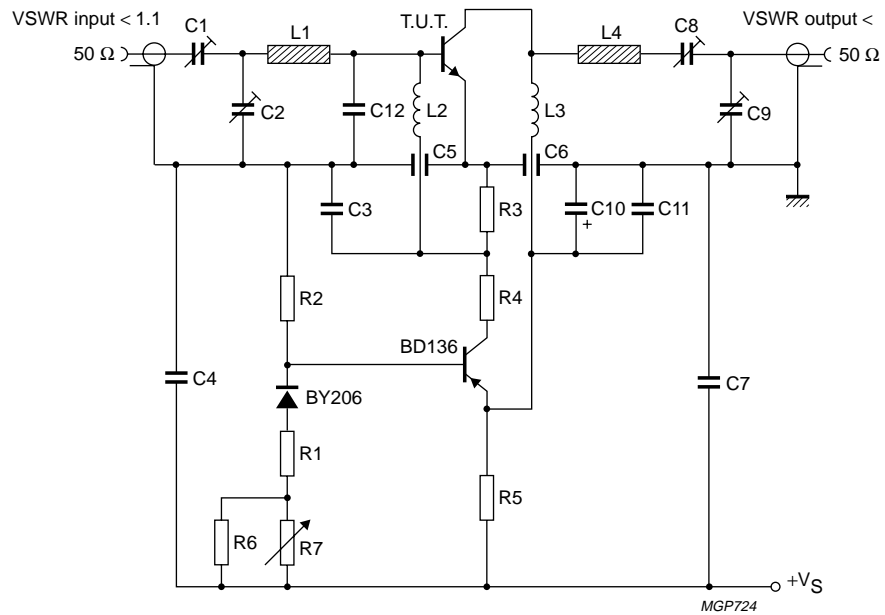 VSWR input < 1.1
C1
L1
T.U.T.
L4
C8
VSWR output <
50 Ω
50 Ω
C2
C12
L2
L3
C9
C5
C6
C3
R3
C10
C11
+
R2
R4
BD136
C4
BY206
C7
R1
R5
R6
R7
+VS
MGP724